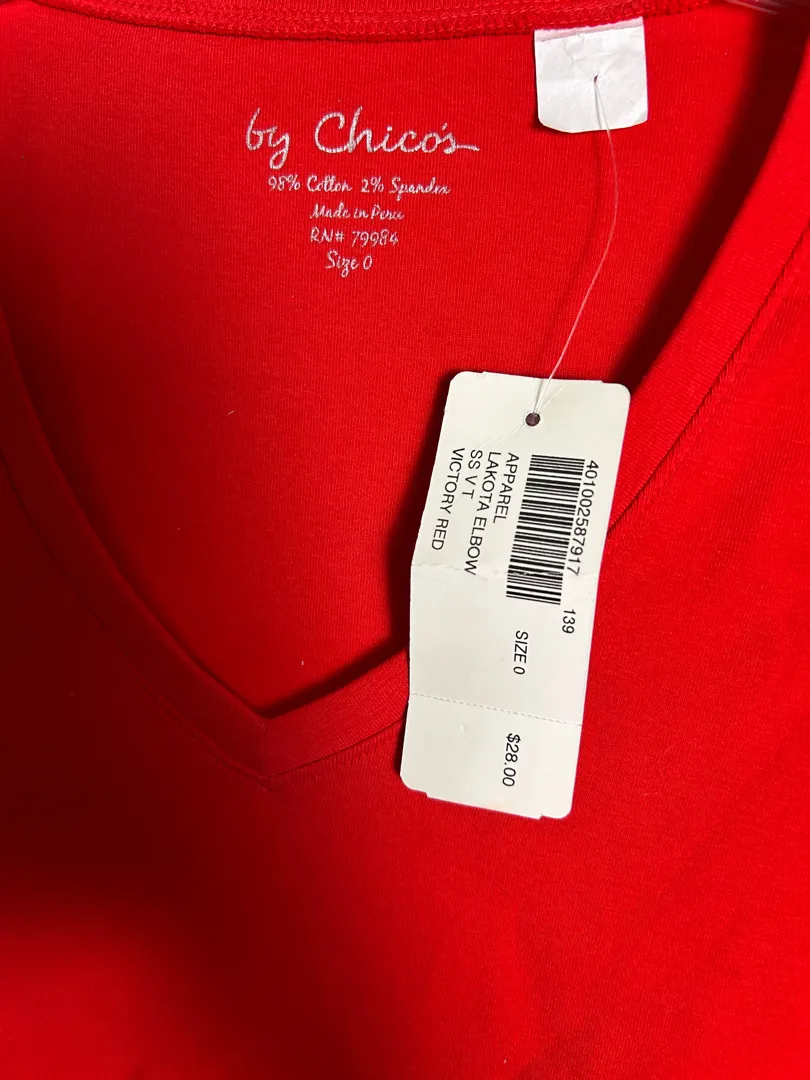 by Chico's
98% Cotton 2% Spandex
Made in Peru
RN# 79984
Size 0
401002587917
139
APPAREL
LAKOTA ELBOW
SS V T
VICTORY RED
SIZE 0
$28.00